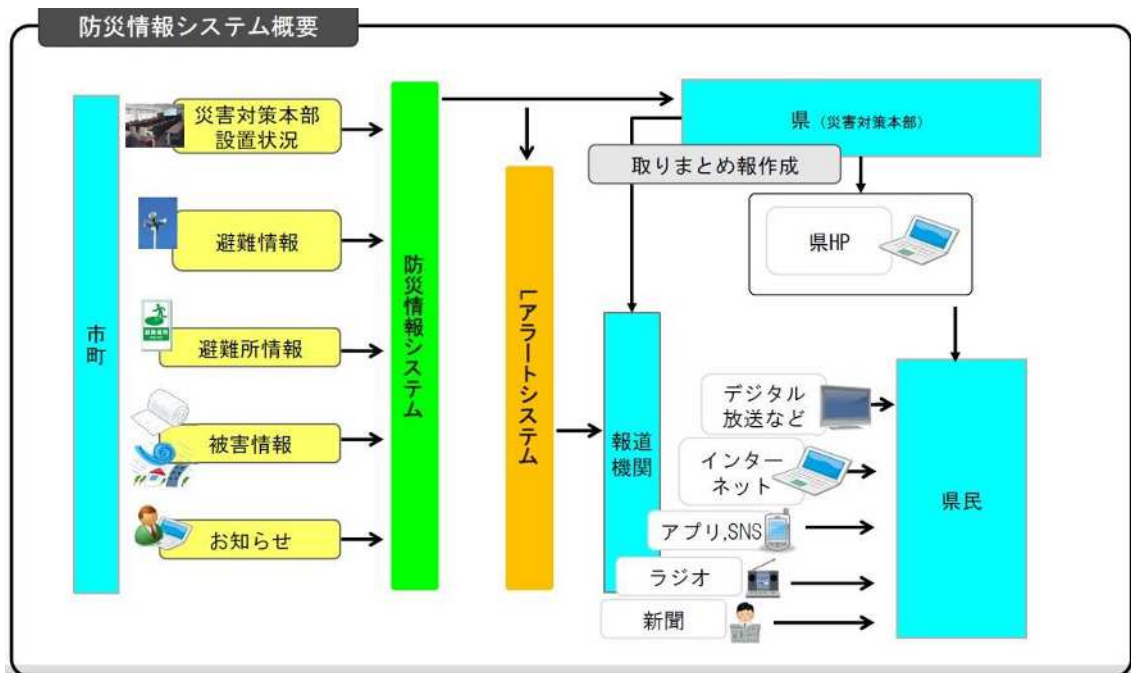 防災情報システム概要
市町
災害対策本部
設置状況
避難情報
避難所情報
被害情報
お知らせ
防災情報システム
Lアラートシステム
県（災害対策本部）
取りまとめ報作成
県HP
報道
機関
デジタル
放送など
インター
ネット
アプリ,SNS
ラジオ
新聞
県民